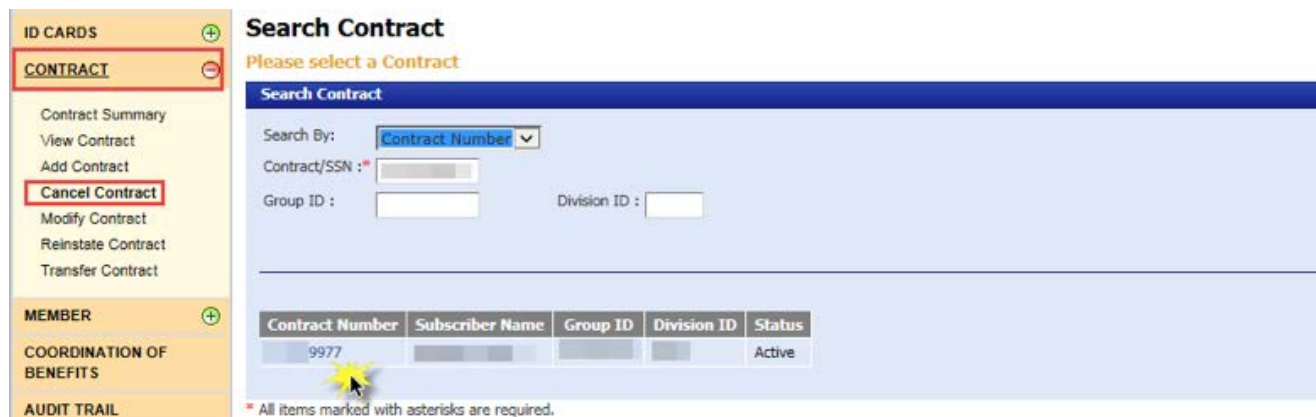 ID CARDS
CONTRACT
Contract Summary
View Contract
Add Contract
Cancel Contract
Modify Contract
Reinstate Contract
Transfer Contract
MEMBER
COORDINATION OF
BENEFITS
AUDIT TRAIL
Search Contract
Please select a Contract
Search Contract
Search By: Contract Number
Contract/SSN :*
Group ID : Division ID :
Contract Number Subscriber Name Group ID Division ID Status
9977 Active
* All items marked with asterisks are required.